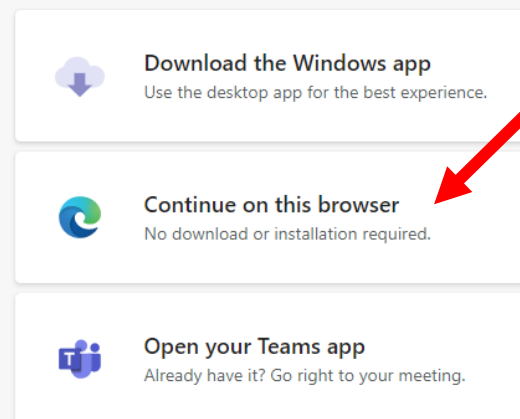 Download the Windows app
Use the desktop app for the best experience.
Continue on this browser
No download or installation required.
T
Open your Teams app
Already have it? Go right to your meeting.